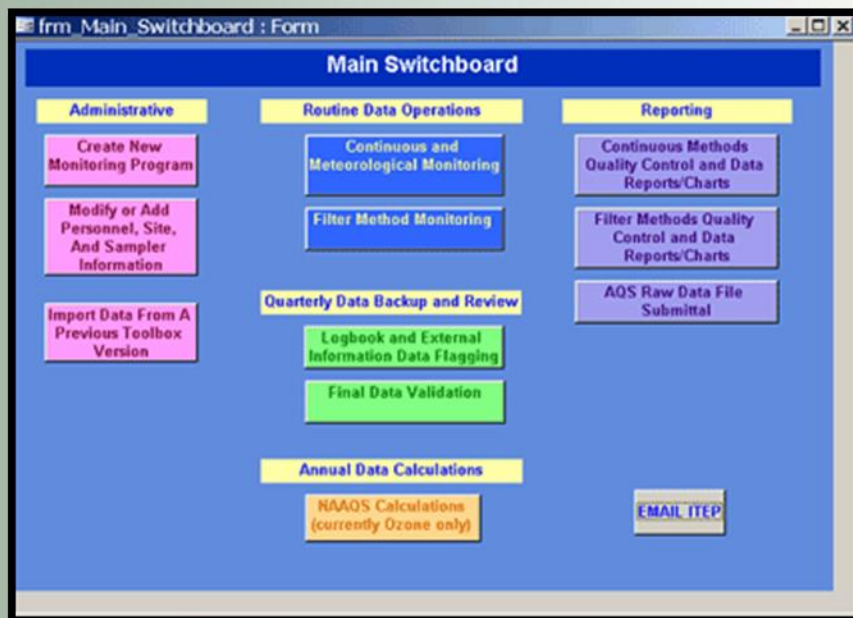 frm_Main_Switchboard : Form
Main Switchboard
Administrative
Create New
Monitoring Program
Modify or Add
Personnel, Site,
And Sampler
Information
Import Data From A
Previous Toolbox
Version
Routine Data Operations
Continuous and
Meteorological Monitoring
Filter Method Monitoring
Quarterly Data Backup and Review
Logbook and External
Information Data Flagging
Final Data Validation
Annual Data Calculations
NAAQS Calculations
(currently Ozone only)
Reporting
Continuous Methods
Quality Control and Data
Reports/Charts
Filter Methods Quality
Control and Data
Reports/Charts
AQS Raw Data File
Submittal
EMAIL ITEP